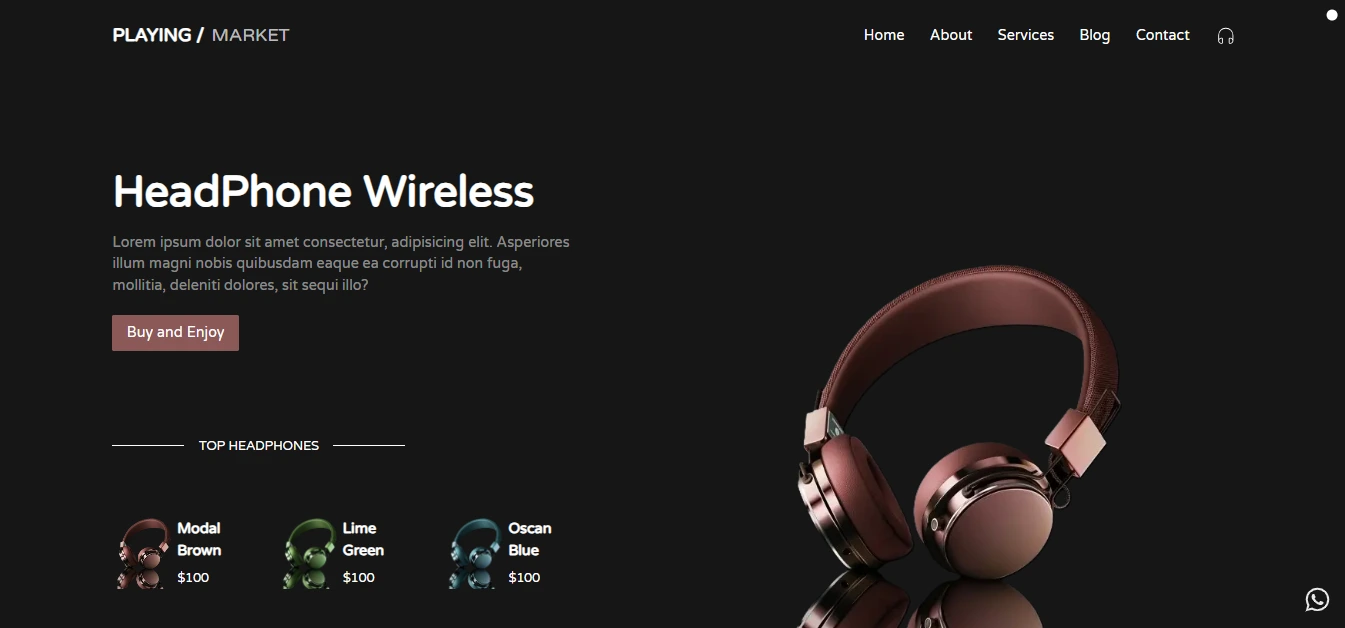 PLAYING / MARKET
Home About Services Blog Contact
HeadPhone Wireless
Lorem ipsum dolor sit amet consectetur, adipisicing elit. Asperiores
illum magni nobis quibusdam eaque ea corrupti id non fuga,
mollitia, deleniti dolores, sit sequi illo?
Buy and Enjoy
TOP HEADPHONES
Modal
Brown
$100
Lime
Green
$100
Oscan
Blue
$100